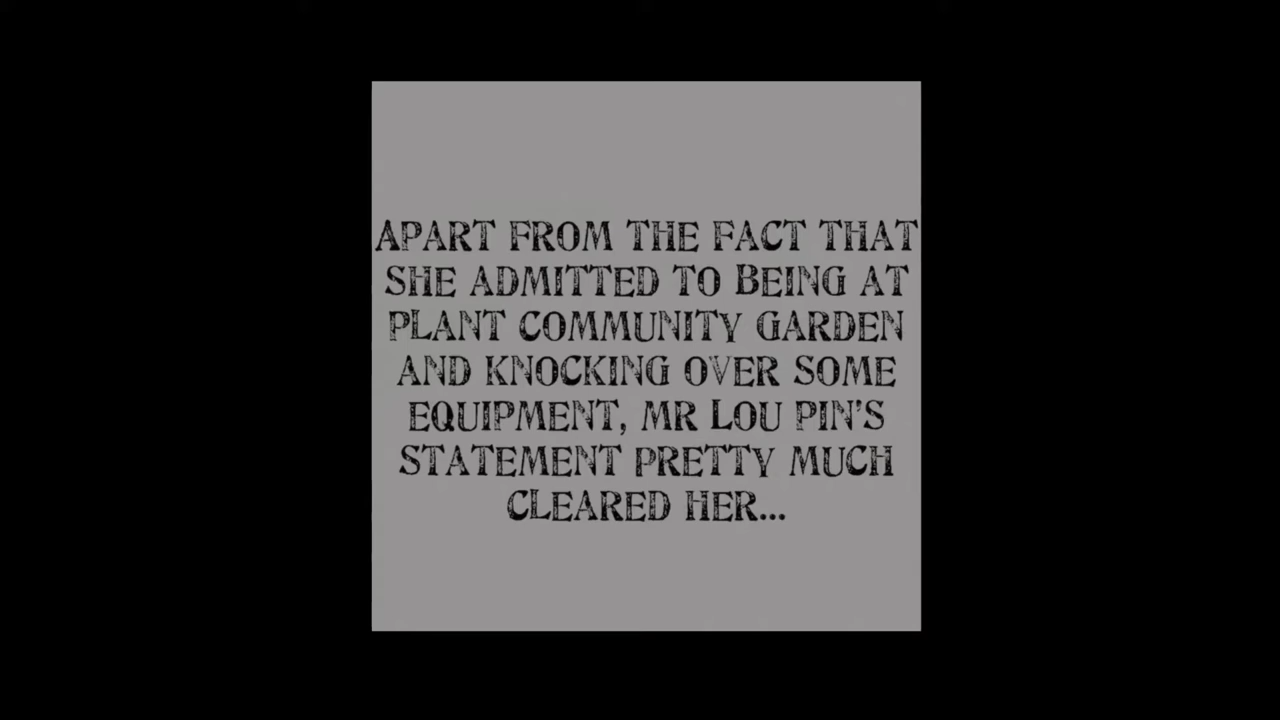 APART FROM THE FACT THAT
SHE ADMITTED TO BEING AT
PLANT COMMUNITY GARDEN
AND KNOCKING OVER SOME
EQUIPMENT, MR LOU PIN'S
STATEMENT PRETTY MUCH
CLEARED HER...